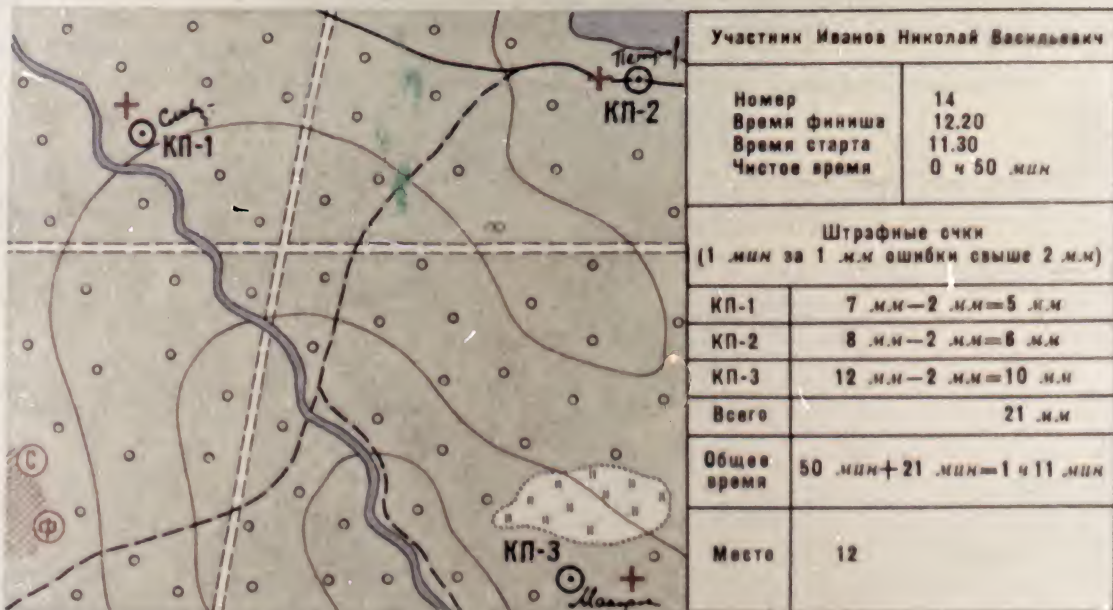 КП-1
КП-2
КП-3
С
Ф
Участник Иванов Николай Васильевич
Номер 14
Время финиша 12.20
Время старта 11.30
Чистое время 0 ч 50 мин
Штрафные очки
(1 мин за 1 мм ошибки свыше 2 мм)
КП-1 7 мм—2 мм=5 мм
КП-2 8 мм—2 мм=6 мм
КП-3 12 мм—2 мм=10 мм
Всего 21 мм
Общее время 50 мин+21 мин=1 ч 11 мин
Место 12